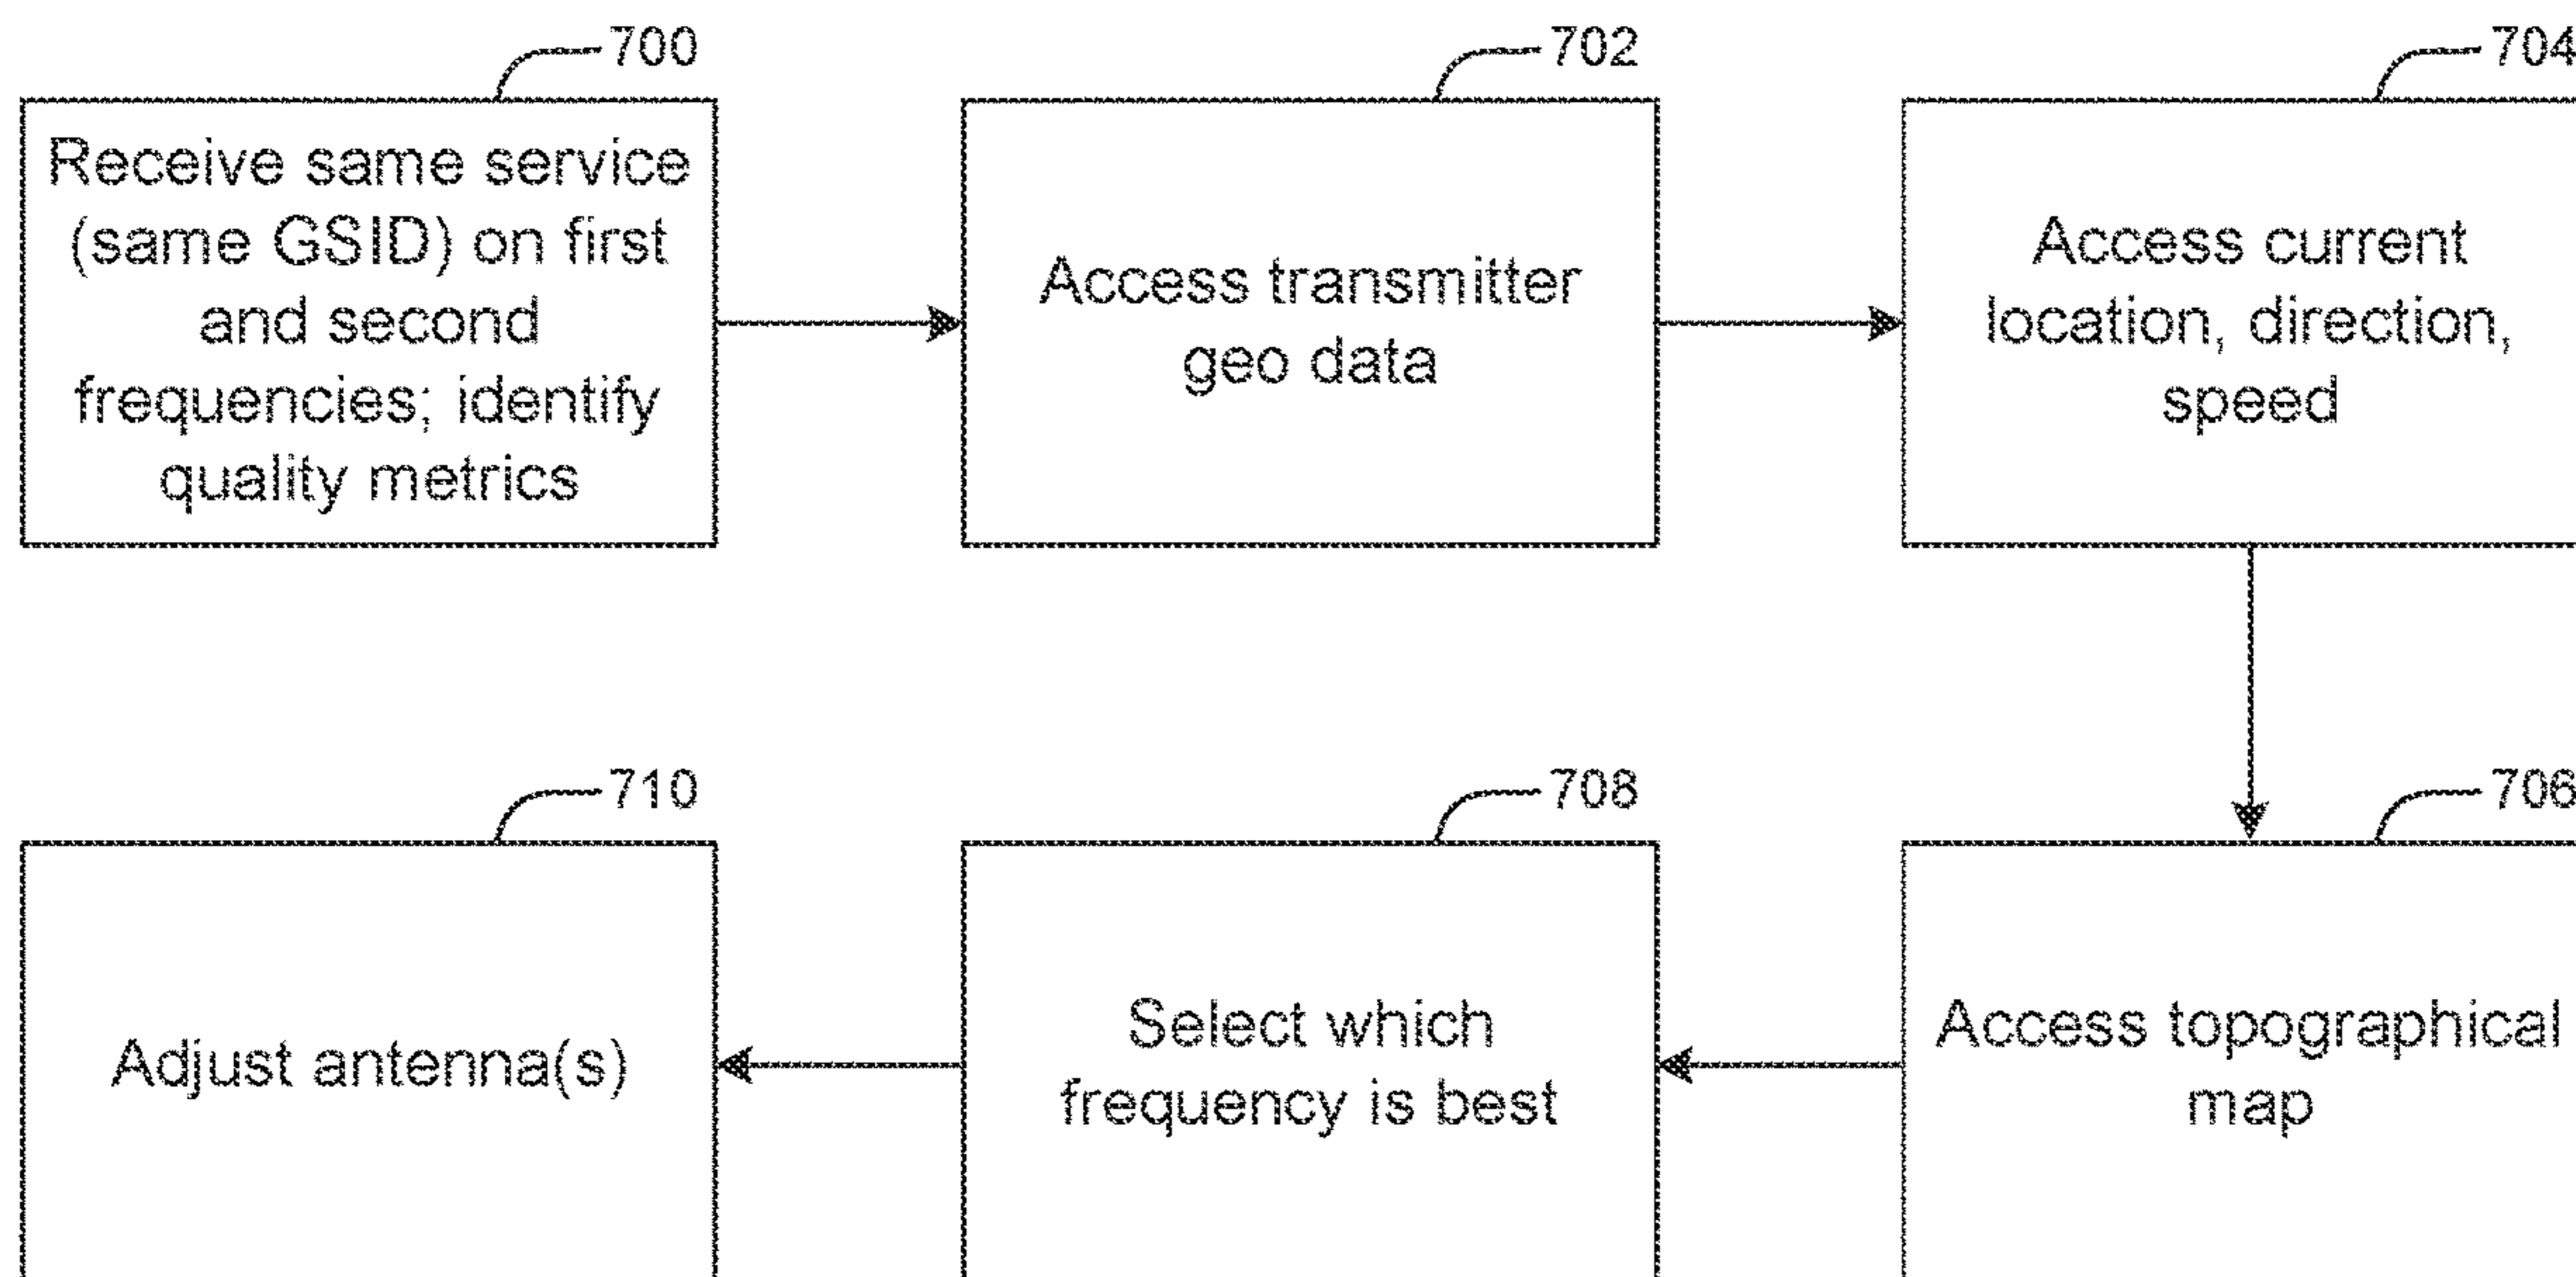 700
Receive same service
(same GSID) on first
and second
frequencies; identify
quality metrics
702
Access transmitter
geo data
704
Access current
location, direction,
speed
706
Access topographical
map
708
Select which
frequency is best
710
Adjust antenna(s)